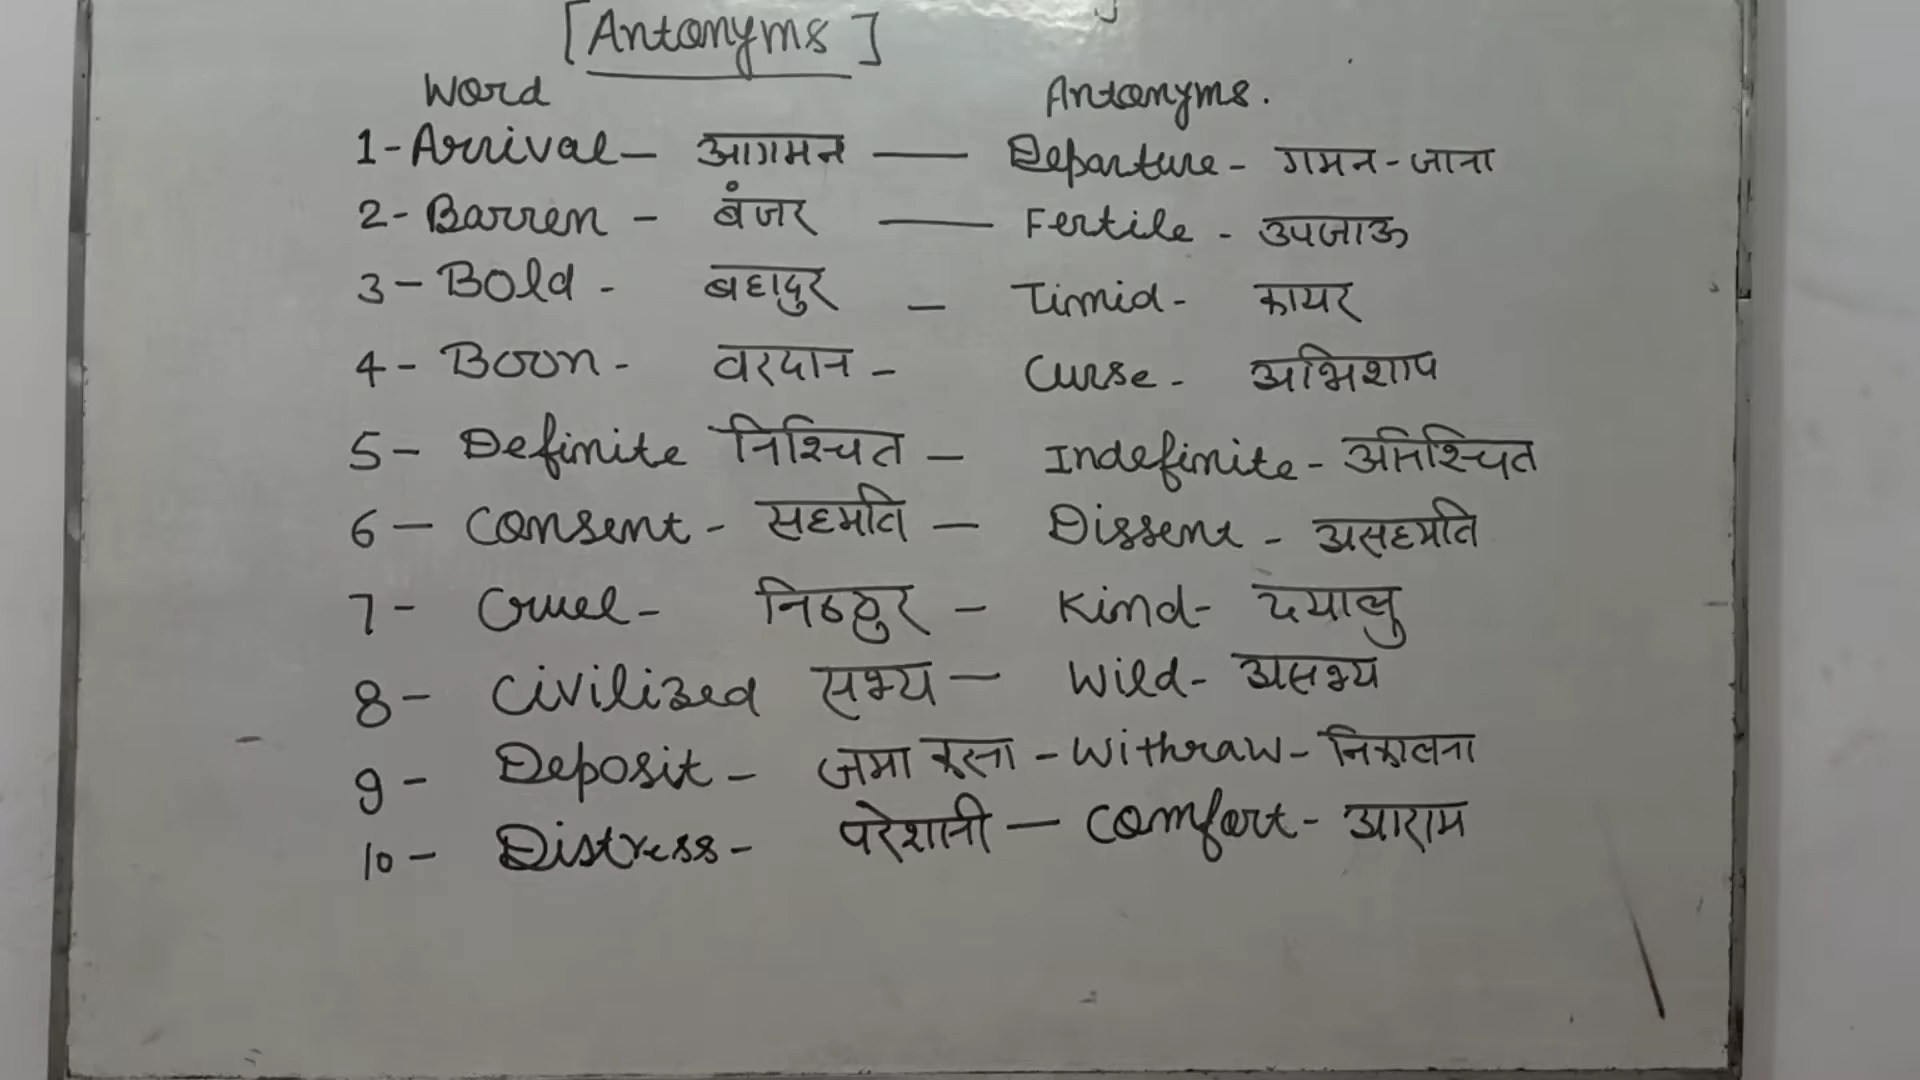 [Antonyms]
Word Antonyms.
1- Arrival — आगमन — Departure - गमन - जाना
2- Barren - बंजर — Fertile - उपजाऊ
3- Bold - बहादुर - Timid - कायर
4- Boon - वरदान - Curse - अभिशाप
5- Definite निश्चित - Indefinite - अनिश्चित
6- Consent - सहमति - Dissent - असहमति
7- Cruel - निठठुर - Kind - दयालु
8- Civilized सभ्य - Wild - असभ्य
9- Deposit - जमा करना - Withraw - निकालना
10- Distress - परेशानी - Comfort - आराम